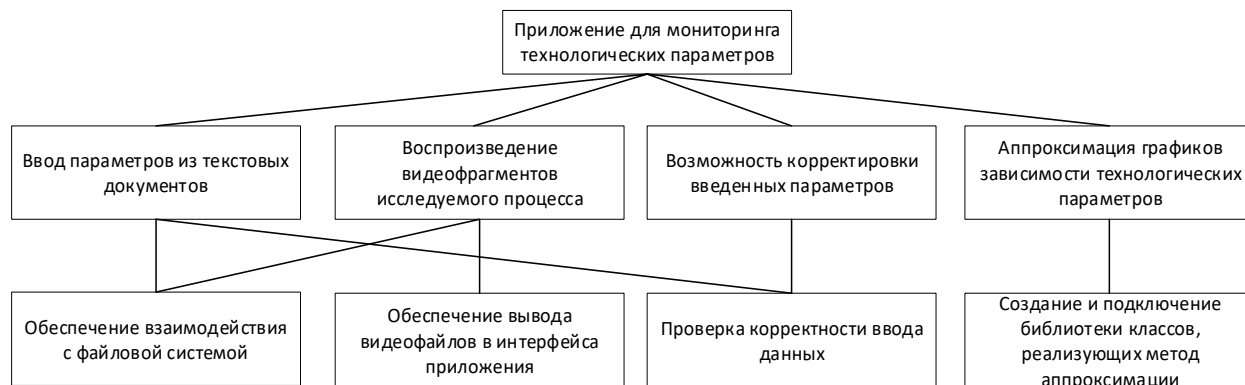 Приложение для мониторинга
технологических параметров
Ввод параметров из текстовых
документов
Воспроизведение
видеофрагментов
исследуемого процесса
Возможность корректировки
введенных параметров
Аппроксимация графиков
зависимости технологических
параметров
Обеспечение взаимодействия
с файловой системой
Обеспечение вывода
видеофайлов в интерфейса
приложения
Проверка корректности ввода
данных
Создание и подключение
библиотеки классов,
реализующих метод
аппроксимации